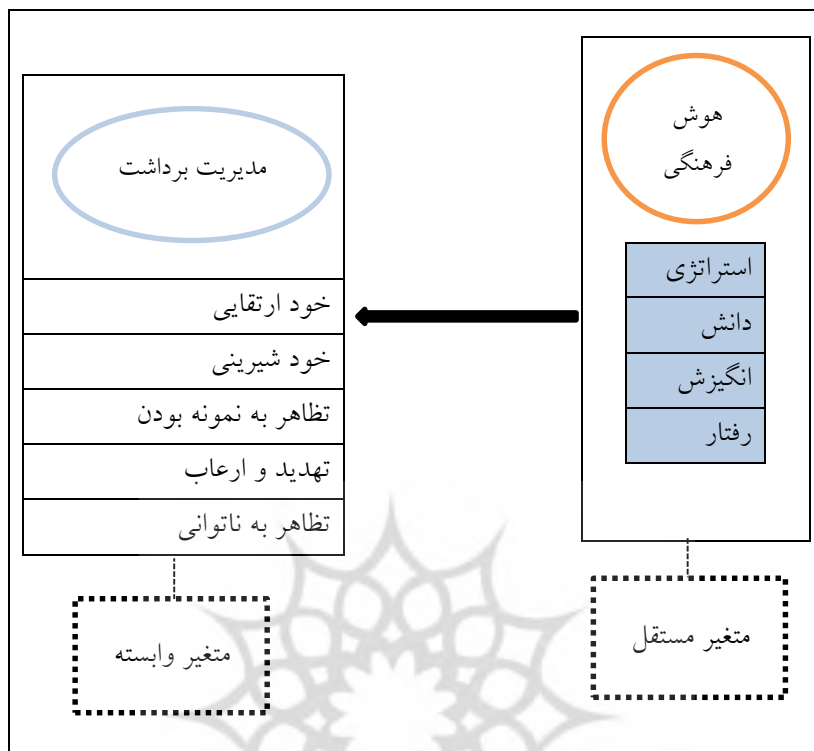 هوش
فرهنگی
استراتژی
دانش
انگیزش
رفتار
متغیر مستقل
مدیریت برداشت
خود ارتقایی
خود شیرینی
تظاهر به نمونه بودن
تهدید و ارعاب
تظاهر به ناتوانی
متغیر وابسته